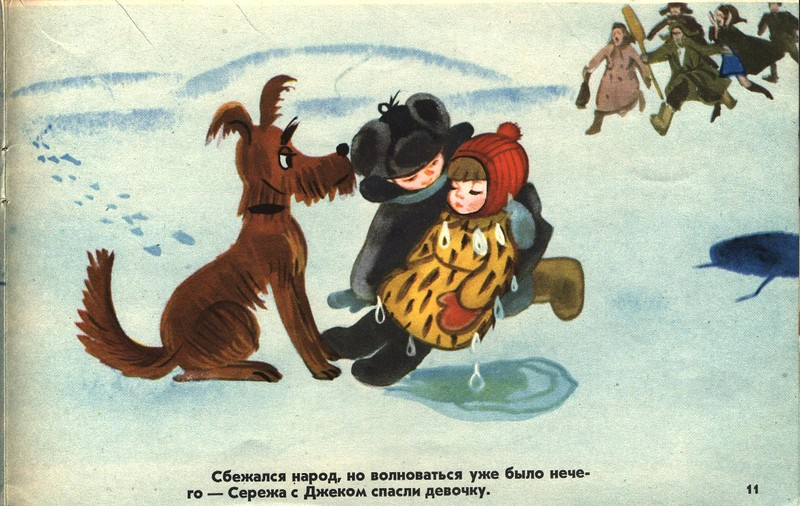 Сбежался народ, но волноваться уже было нече-
го — Сережа с Джеком спасли девочку.
11